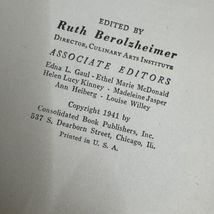 EDITED BY
Ruth Berolzheimer
DIRECTOR, CULINARY ARTS INSTITUTE
ASSOCIATE EDITORS
Edna L. Gaul - Ethel Marie McDonald
Helen Lucy Kinney - Madeleine Jasper
Ann Heiberg - Louise Willey
Copyright 1941 by
Consolidated Book Publishers, Inc.
537 S. Dearborn Street, Chicago, Ill.
Printed in U. S. A.